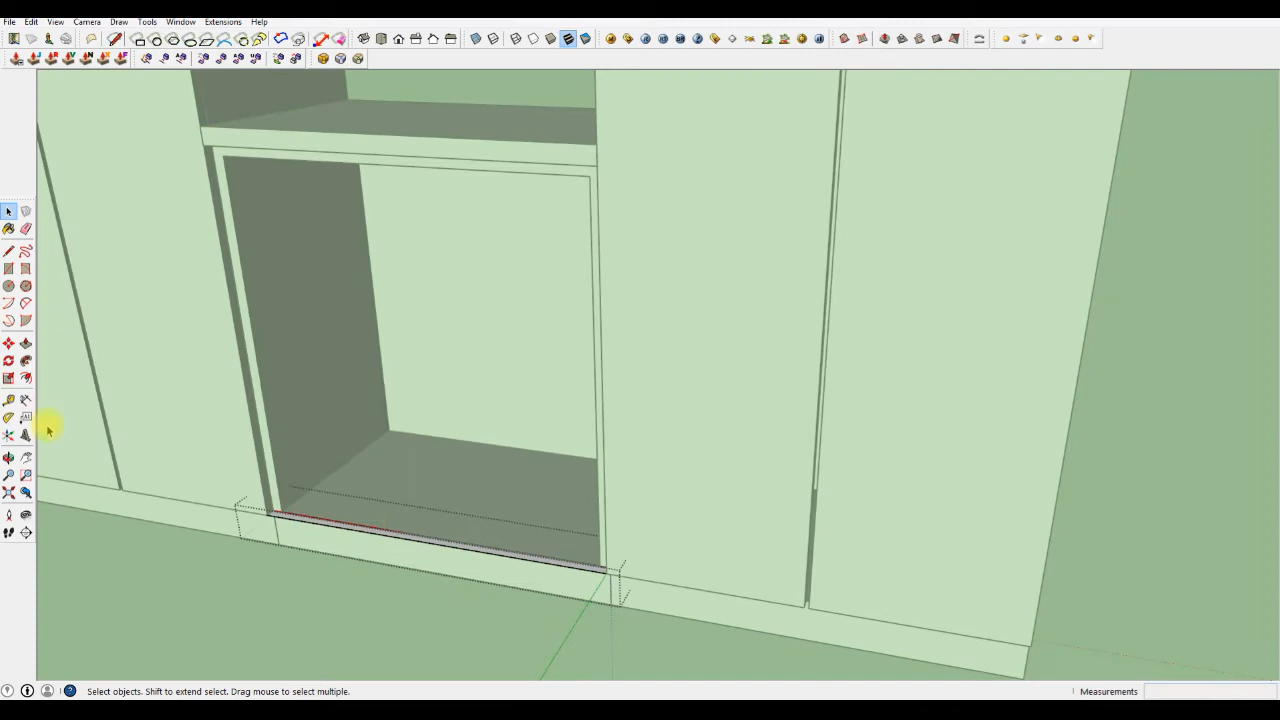 File Edit View Camera Draw Tools Window Extensions Help
Select objects. Shift to extend select. Drag mouse to select multiple.
Measurements